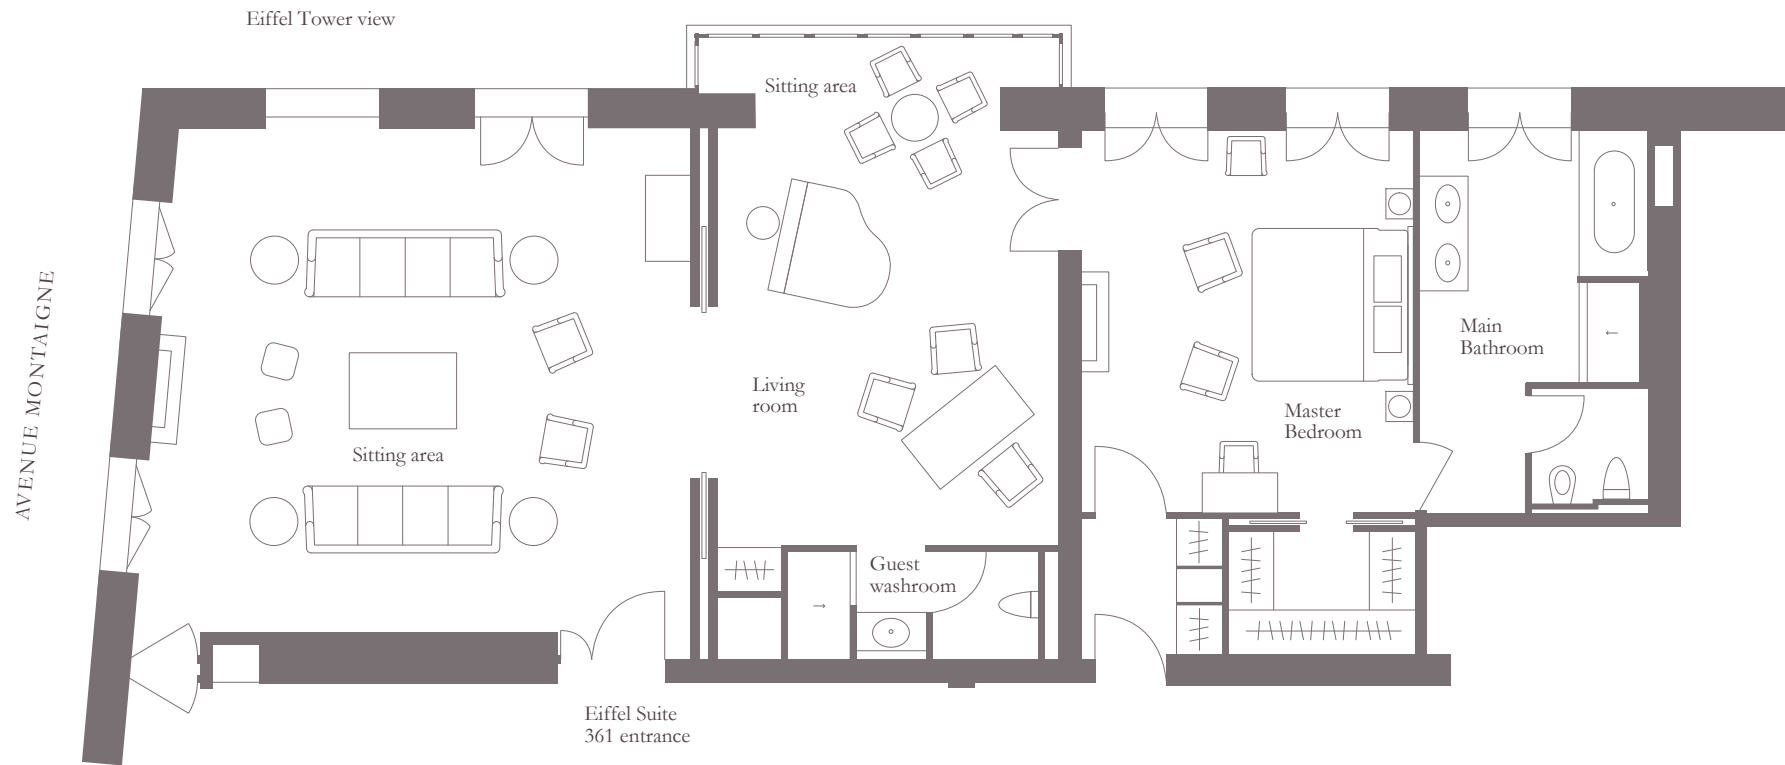 Eiffel Tower view
Sitting area
AVENUE MONTAIGNE
Main
Bathroom
Living
room
Master
Bedroom
Sitting area
Guest
washroom
Eiffel Suite
361 entrance